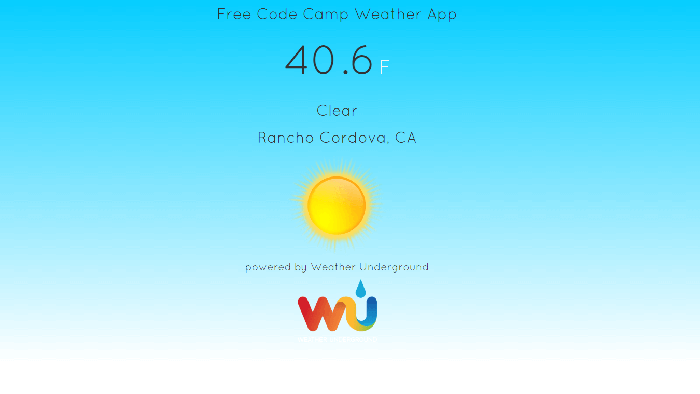 Free Code Camp Weather App
40.6 F
Clear
Rancho Cordova, CA
powered by Weather Underground
wu